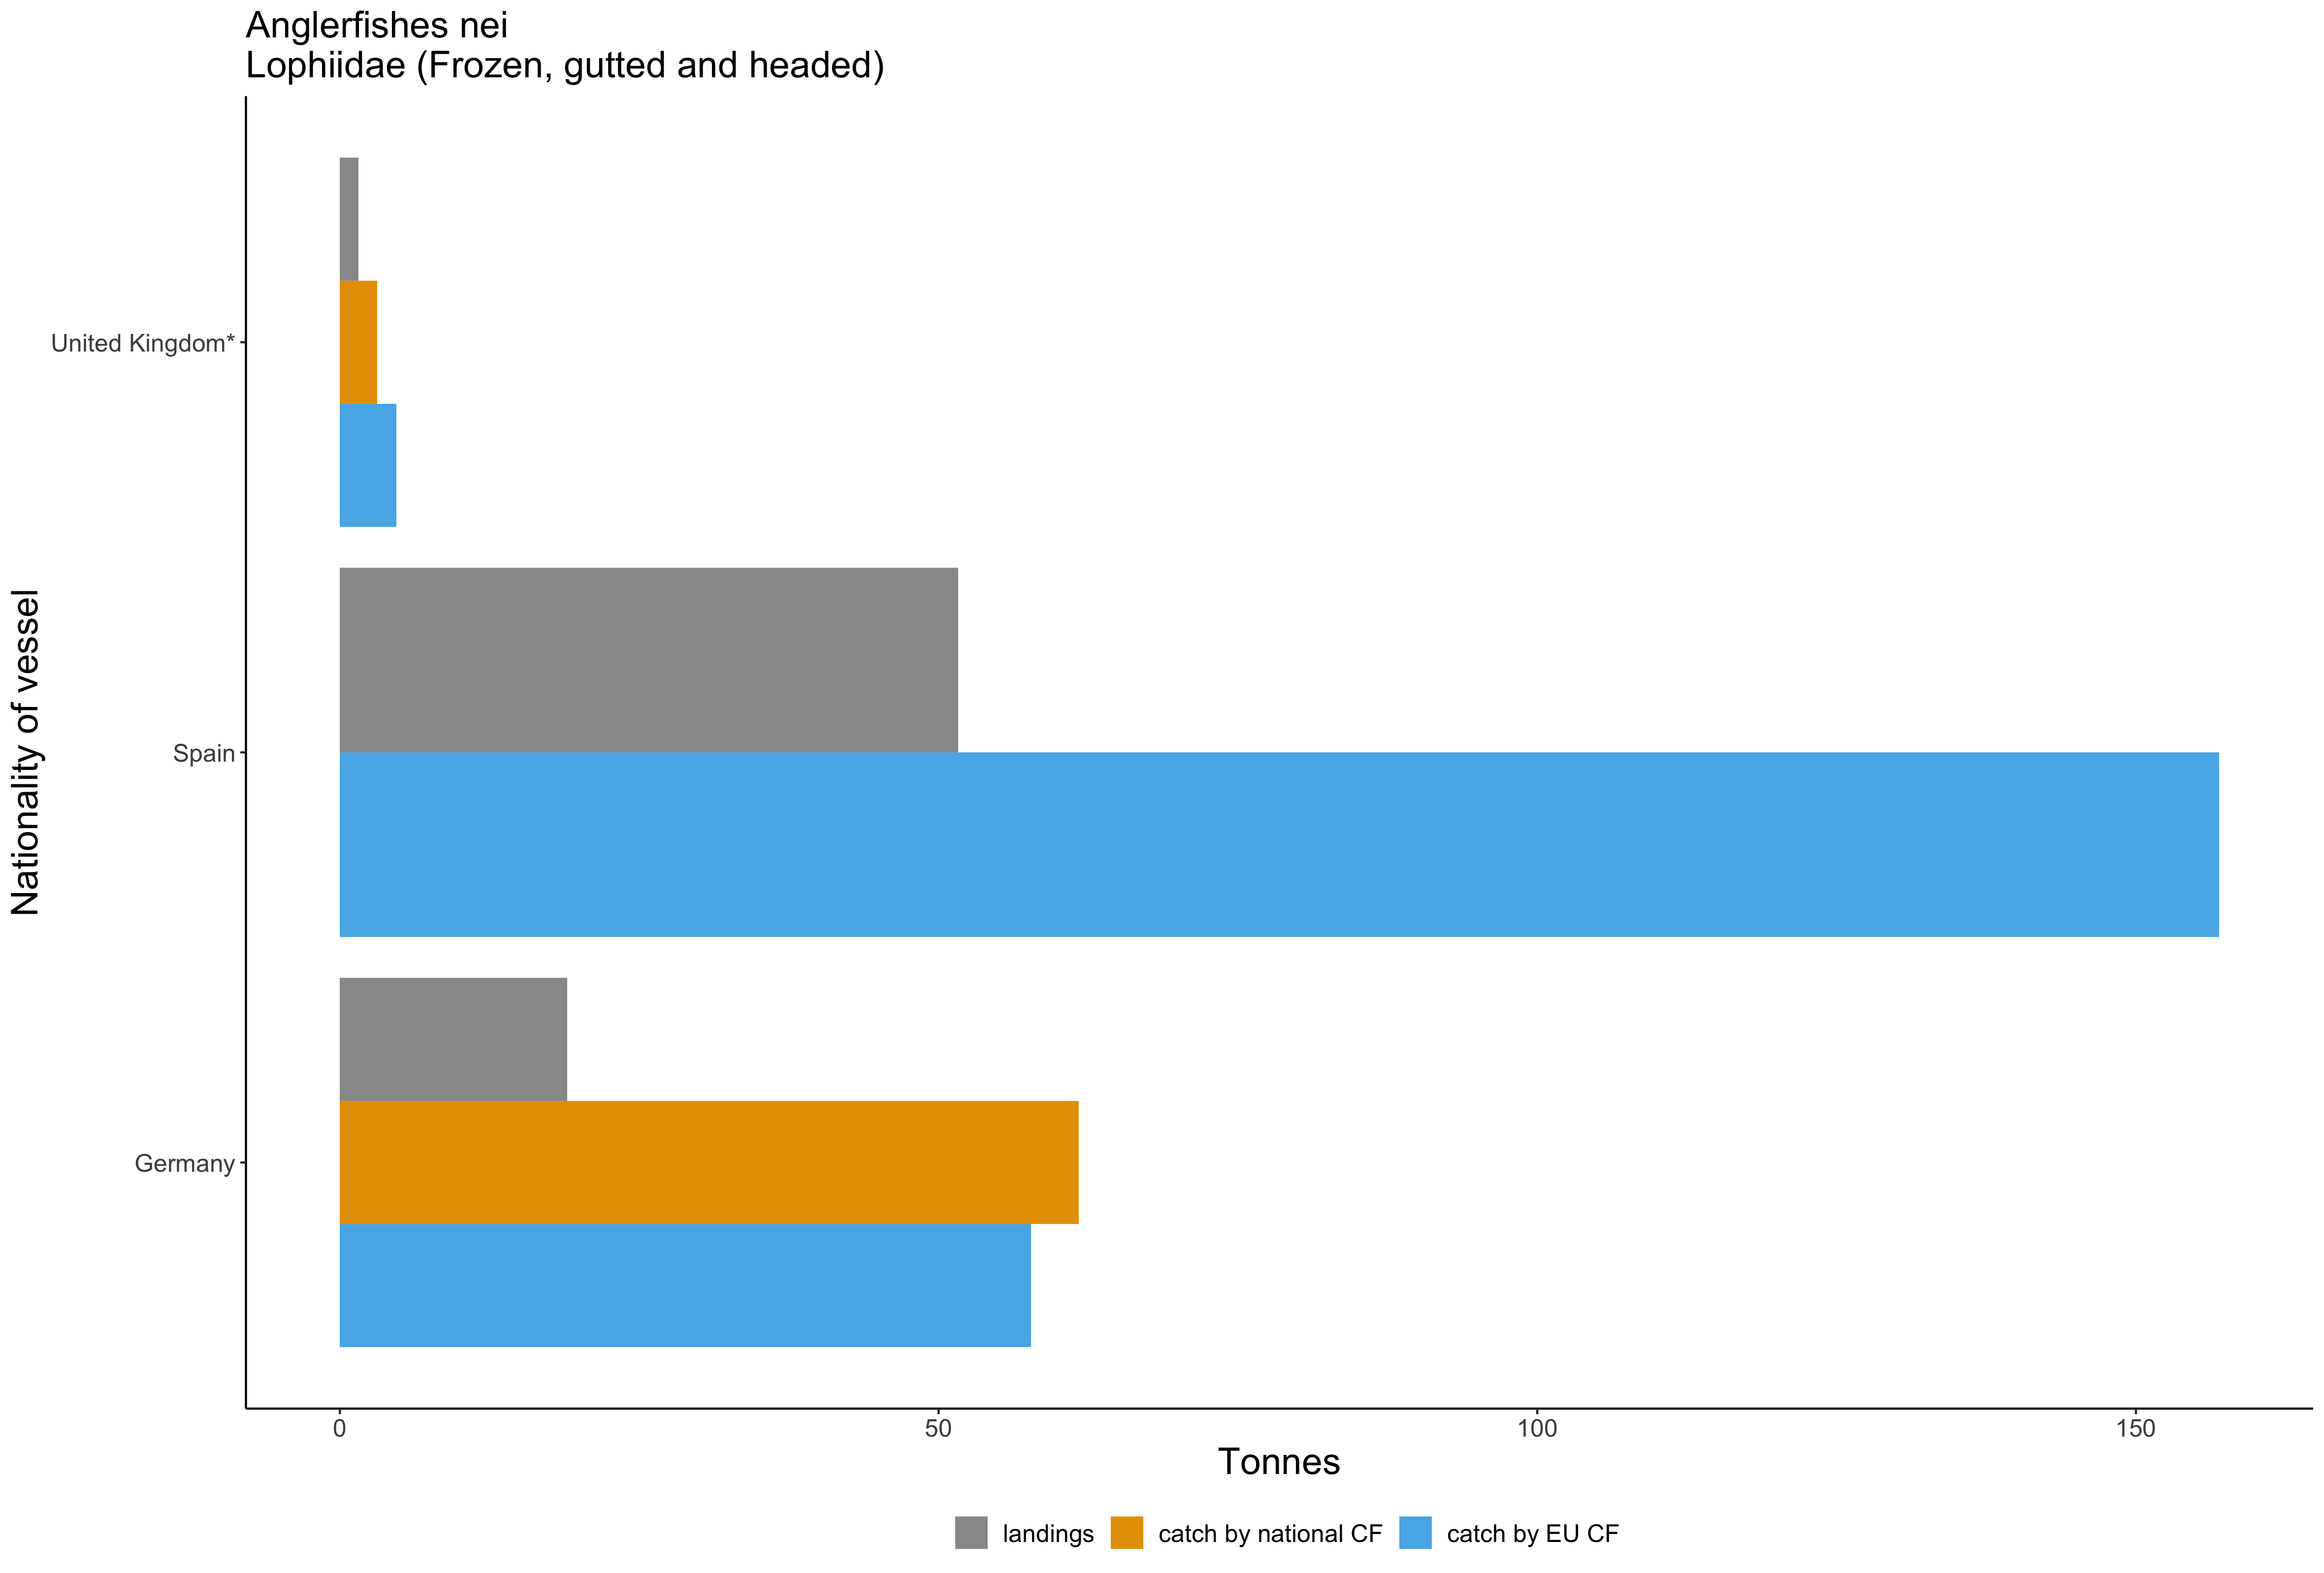 Anglerfishes nei
Lophiidae (Frozen, gutted and headed)
Nationality of vessel
United Kingdom*
Spain
Germany
0 50 100 150
Tonnes
landings catch by national CF catch by EU CF